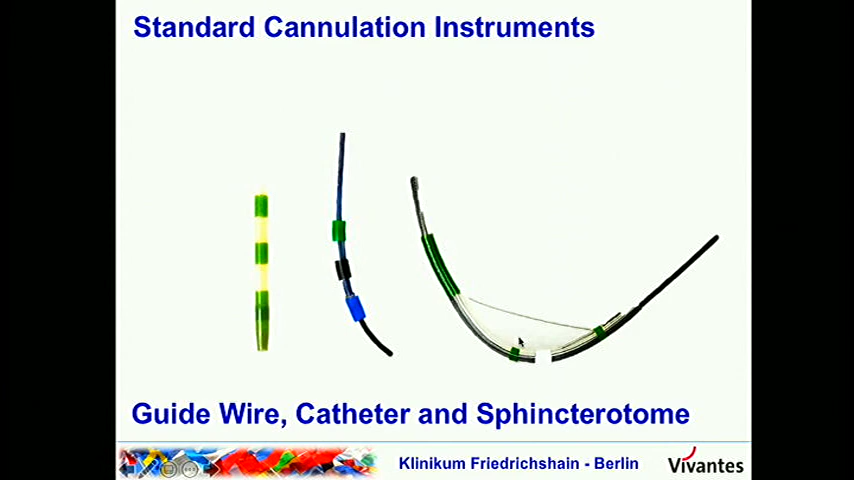 Standard Cannulation Instruments
Guide Wire, Catheter and Sphincterotome
Klinikum Friedrichshain - Berlin
Vivantes